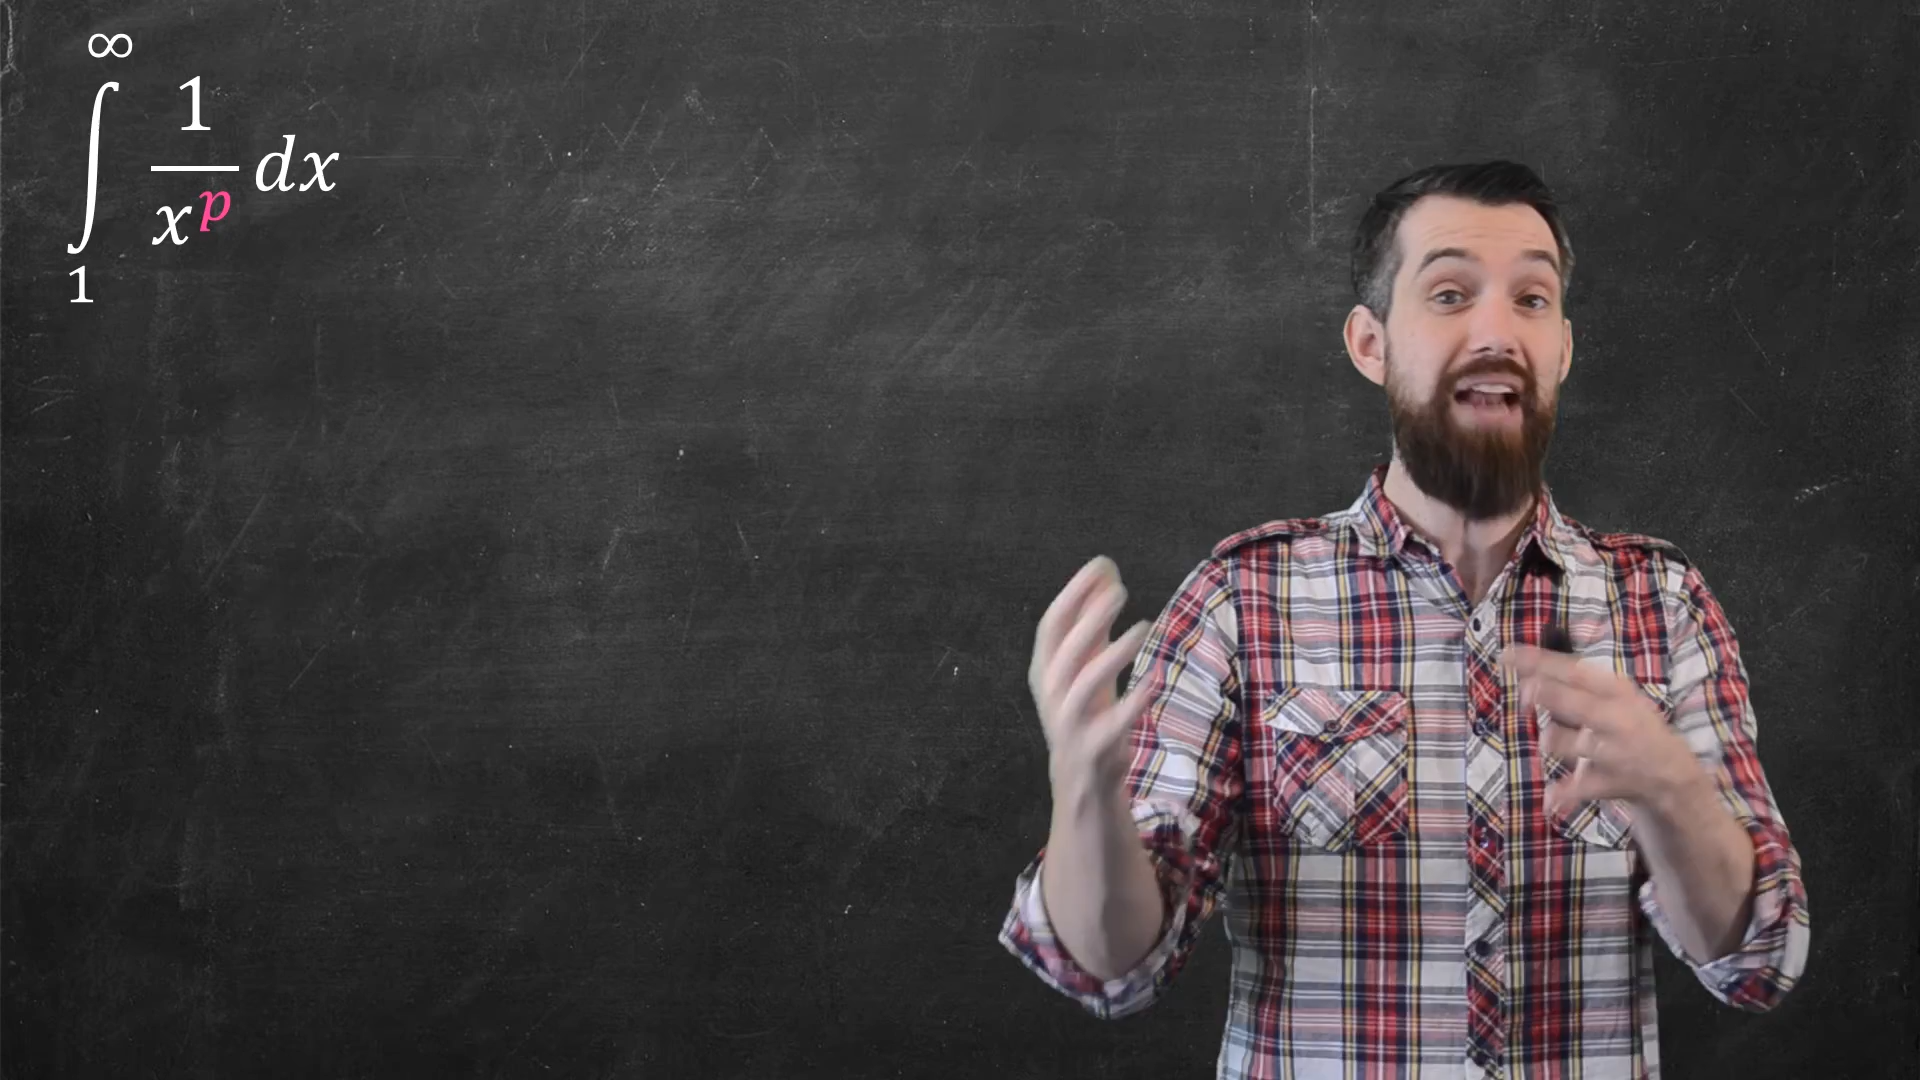 ∞
∫ 1/x^p dx
1